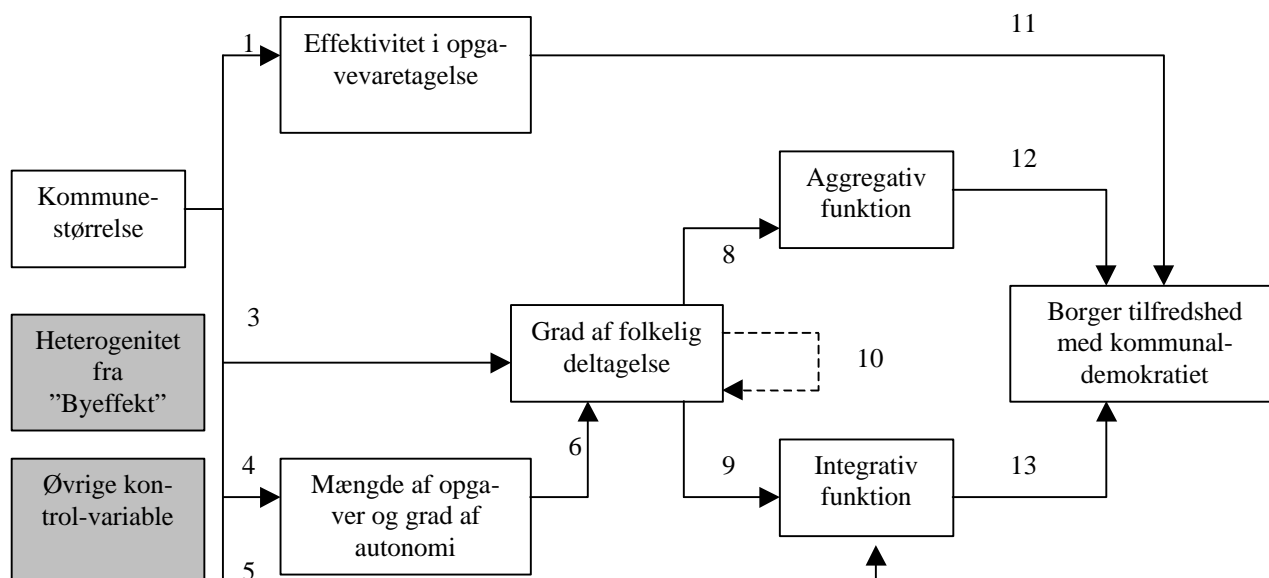 1
Effektivitet i opga-
vevaretagelse
11
Kommune-
størrelse
Aggregativ
funktion
12
8
3
Heterogenitet
fra
”Byeffekt”
Grad af folkelig
deltagelse
10
Borger tilfredshed
med kommunal-
demokratiet
6
4
Øvrige kon-
trol-variable
Mængde af opga-
ver og grad af
autonomi
9
Integrativ
funktion
13
5